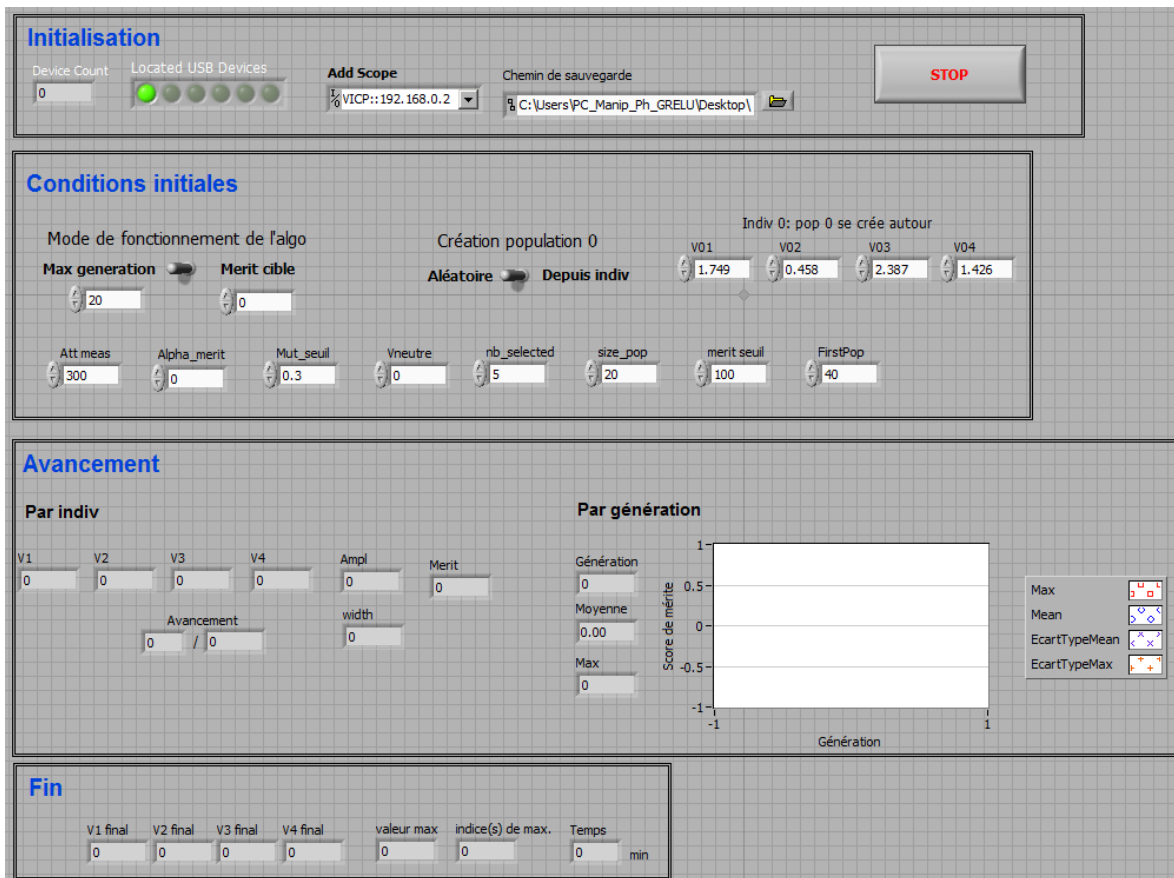 Initialisation
Device Count
Located USB Devices
0
Add Scope
VICP::192.168.0.2
Chemin de sauvegarde
C:\Users\PC_Manip_Ph_GRELU\Desktop\
STOP
Conditions initiales
Mode de fonctionnement de l'algo
Max generation Merit cible
20 0
Création population 0
Aléatoire Depuis indiv
Indiv 0: pop 0 se crée autour
V01 V02 V03 V04
1.749 0.458 2.387 1.426
Att meas Alpha_merit Mut_seuil Vneutre nb_selected size_pop merit seuil FirstPop
300 0 0.3 0 5 20 100 40
Avancement
Par indiv
V1 V2 V3 V4 Ampl Merit
0 0 0 0 0 0
Avancement
0 / 0
width
0
Par génération
Génération
0
Moyenne
0.00
Max
0
Score de mérite
1
0.5
0
-0.5
-1
-1 1
Génération
Max
Mean
EcartTypeMean
EcartTypeMax
Fin
V1 final V2 final V3 final V4 final valeur max indice(s) de max. Temps
0 0 0 0 0 0 0 min